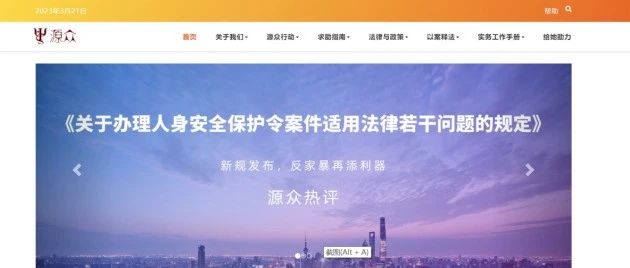 2023年3月21日
帮助
源众
首页 关于我们 源众行动 求助指南 法律与政策 以案释法 实务工作手册 给她助力
《关于办理人身安全保护令案件适用法律若干问题的规定》
新规发布，反家暴再添利器
源众热评
截图(Alt + A)